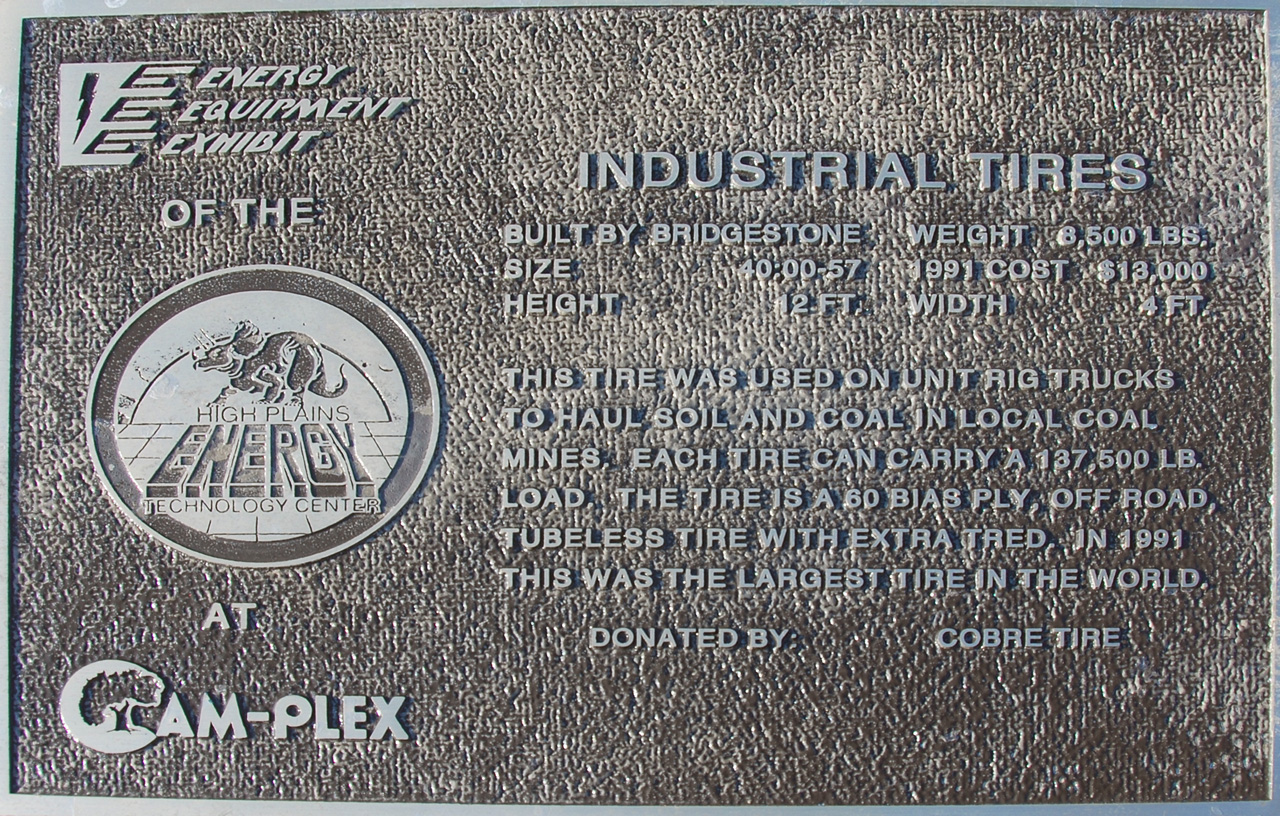 ENERGY
EQUIPMENT
EXHIBIT
OF THE
HIGH PLAINS
ENERGY
TECHNOLOGY CENTER
AT
CAM-PLEX
INDUSTRIAL TIRES
BUILT BY BRIDGESTONE WEIGHT 8,500 LBS.
SIZE 40:00-57 1991 COST $13,000
HEIGHT 12 FT. WIDTH 4 FT.
THIS TIRE WAS USED ON UNIT RIG TRUCKS
TO HAUL SOIL AND COAL IN LOCAL COAL
MINES. EACH TIRE CAN CARRY A 137,500 LB.
LOAD. THE TIRE IS A 60 BIAS PLY, OFF ROAD,
TUBELESS TIRE WITH EXTRA TRED. IN 1991
THIS WAS THE LARGEST TIRE IN THE WORLD.
DONATED BY: COBRE TIRE